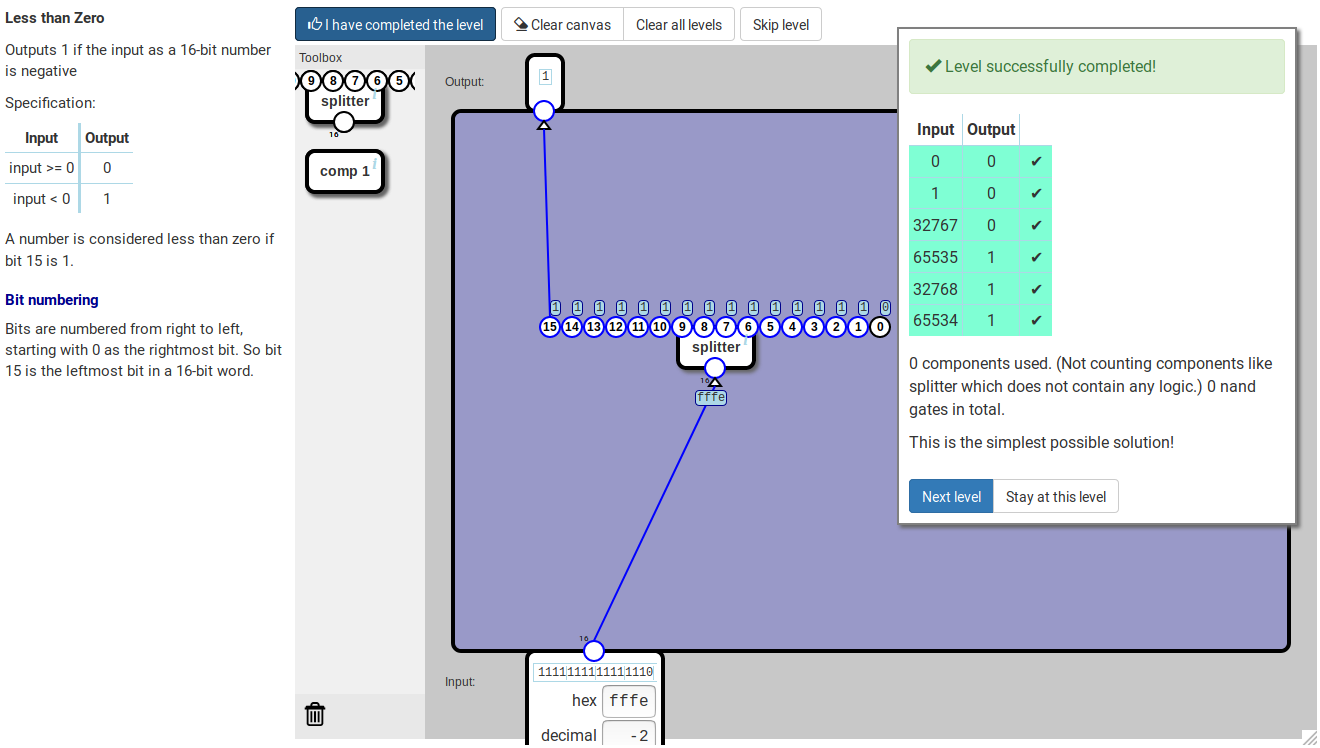 Less than Zero
Outputs 1 if the input as a 16-bit number
is negative
Specification:
Input Output
input >= 0 0
input < 0 1
A number is considered less than zero if
bit 15 is 1.
Bit numbering
Bits are numbered from right to left,
starting with 0 as the rightmost bit. So bit
15 is the leftmost bit in a 16-bit word.
I have completed the level
Clear canvas
Clear all levels
Skip level
Toolbox
9 8 7 6 5
splitter i
16
comp 1 i
Output:
1
1 1 1 1 1 1 1 1 1 1 1 1 1 1 1 0
15 14 13 12 11 10 9 8 7 6 5 4 3 2 1 0
splitter i
16
fffe
16
Input:
1111111111111110
hex fffe
decimal -2
Level successfully completed!
Input Output
0 0 ✔
1 0 ✔
32767 0 ✔
65535 1 ✔
32768 1 ✔
65534 1 ✔
0 components used. (Not counting components like
splitter which does not contain any logic.) 0 nand
gates in total.
This is the simplest possible solution!
Next level
Stay at this level